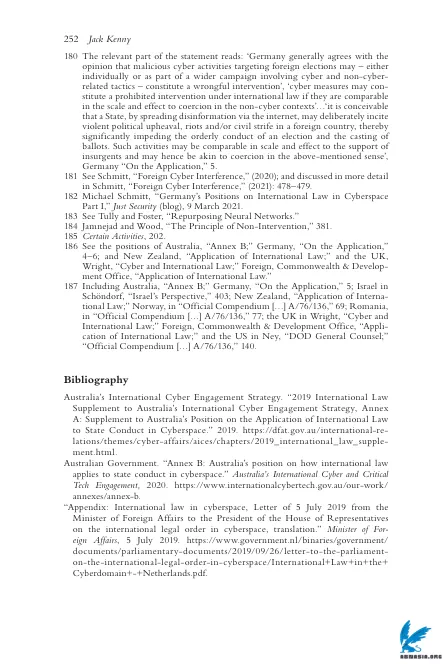 252 Jack Kenny
180 The relevant part of the statement reads: ‘Germany generally agrees with the
opinion that malicious cyber activities targeting foreign elections may – either
individually or as part of a wider campaign involving cyber and non-cyber-
related tactics – constitute a wrongful intervention’, ‘cyber measures may con-
stitute a prohibited intervention under international law if they are comparable
in the scale and effect to coercion in the non-cyber contexts’…‘it is conceivable
that a State, by spreading disinformation via the internet, may deliberately incite
violent political upheaval, riots and/or civil strife in a foreign country, thereby
significantly impeding the orderly conduct of an election and the casting of
ballots. Such activities may be comparable in scale and effect to the support of
insurgents and may hence be akin to coercion in the above-mentioned sense’,
Germany “On the Application,” 5.
181 See Schmitt, “Foreign Cyber Interference,” (2020); and discussed in more detail
in Schmitt, “Foreign Cyber Interference,” (2021): 478–479.
182 Michael Schmitt, “Germany’s Positions on International Law in Cyberspace
Part I,” Just Security (blog), 9 March 2021.
183 See Tully and Foster, “Repurposing Neural Networks.”
184 Jamnejad and Wood, “The Principle of Non-Intervention,” 381.
185 Certain Activities, 202.
186 See the positions of Australia, “Annex B;” Germany, “On the Application,”
4–6; and New Zealand, “Application of International Law;” and the UK,
Wright, “Cyber and International Law;” Foreign, Commonwealth & Develop-
ment Office, “Application of International Law.”
187 Including Australia, “Annex B;” Germany, “On the Application,” 5; Israel in
Schöndorf, “Israel’s Perspective,” 403; New Zealand, “Application of Interna-
tional Law;” Norway, in “Official Compendium […] A/76/136,” 69; Romania,
in “Official Compendium […] A/76/136,” 77; the UK in Wright, “Cyber and
International Law;” Foreign, Commonwealth & Development Office, “Appli-
cation of International Law;” and the US in Ney, “DOD General Counsel;”
“Official Compendium […] A/76/136,” 140.
Bibliography
Australia’s International Cyber Engagement Strategy. “2019 International Law
Supplement to Australia’s International Cyber Engagement Strategy, Annex
A: Supplement to Australia’s Position on the Application of International Law
to State Conduct in Cyberspace.” 2019. https://dfat.gov.au/international-re-
lations/themes/cyber-affairs/aices/chapters/2019_international_law_supple-
ment.html.
Australian Government. “Annex B: Australia’s position on how international law
applies to state conduct in cyberspace.” Australia’s International Cyber and Critical
Tech Engagement, 2020. https://www.internationalcybertech.gov.au/our-work/
annexes/annex-b.
“Appendix: International law in cyberspace, Letter of 5 July 2019 from the
Minister of Foreign Affairs to the President of the House of Representatives
on the international legal order in cyberspace, translation.” Minister of For-
eign Affairs, 5 July 2019. https://www.government.nl/binaries/government/
documents/parliamentary-documents/2019/09/26/letter-to-the-parliament-
on-the-international-legal-order-in-cyberspace/International+Law+in+the+
Cyberdomain+-+Netherlands.pdf.